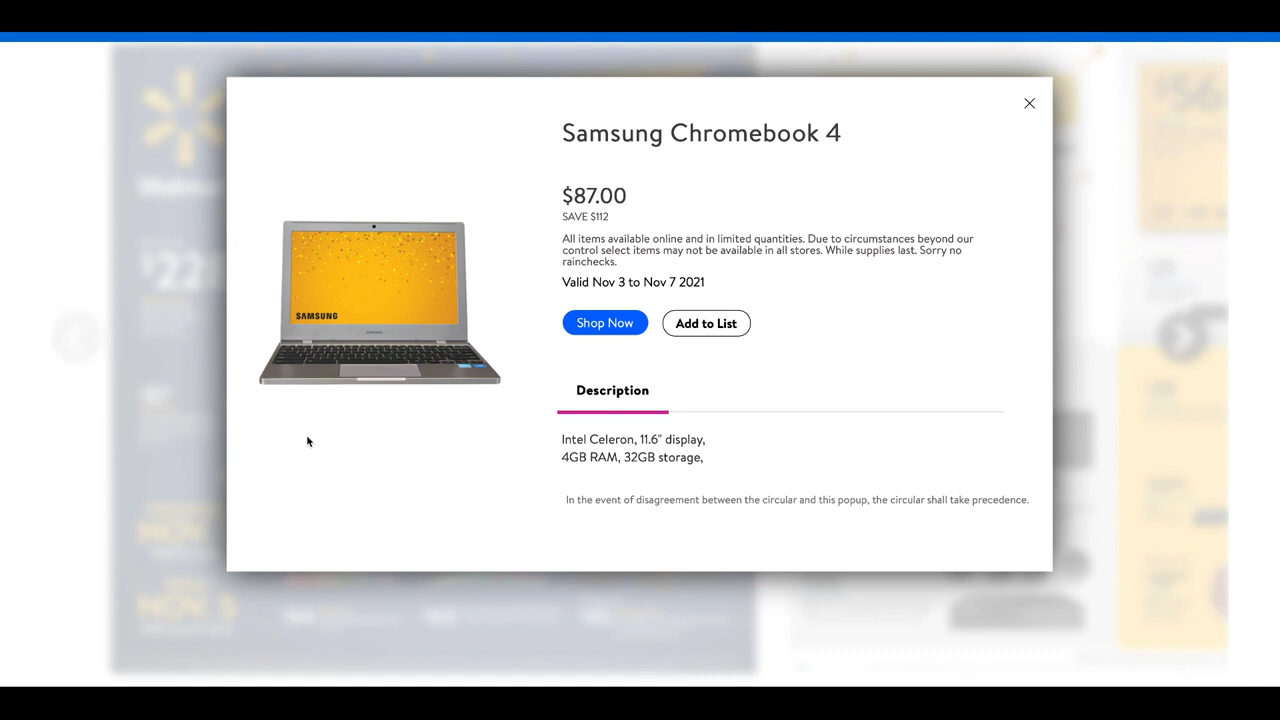 Samsung Chromebook 4
$87.00
SAVE $112
All items available online and in limited quantities. Due to circumstances beyond our
control select items may not be available in all stores. While supplies last. Sorry no
rainchecks.
Valid Nov 3 to Nov 7 2021
Shop Now
Add to List
SAMSUNG
Description
Intel Celeron, 11.6" display,
4GB RAM, 32GB storage,
In the event of disagreement between the circular and this popup, the circular shall take precedence.